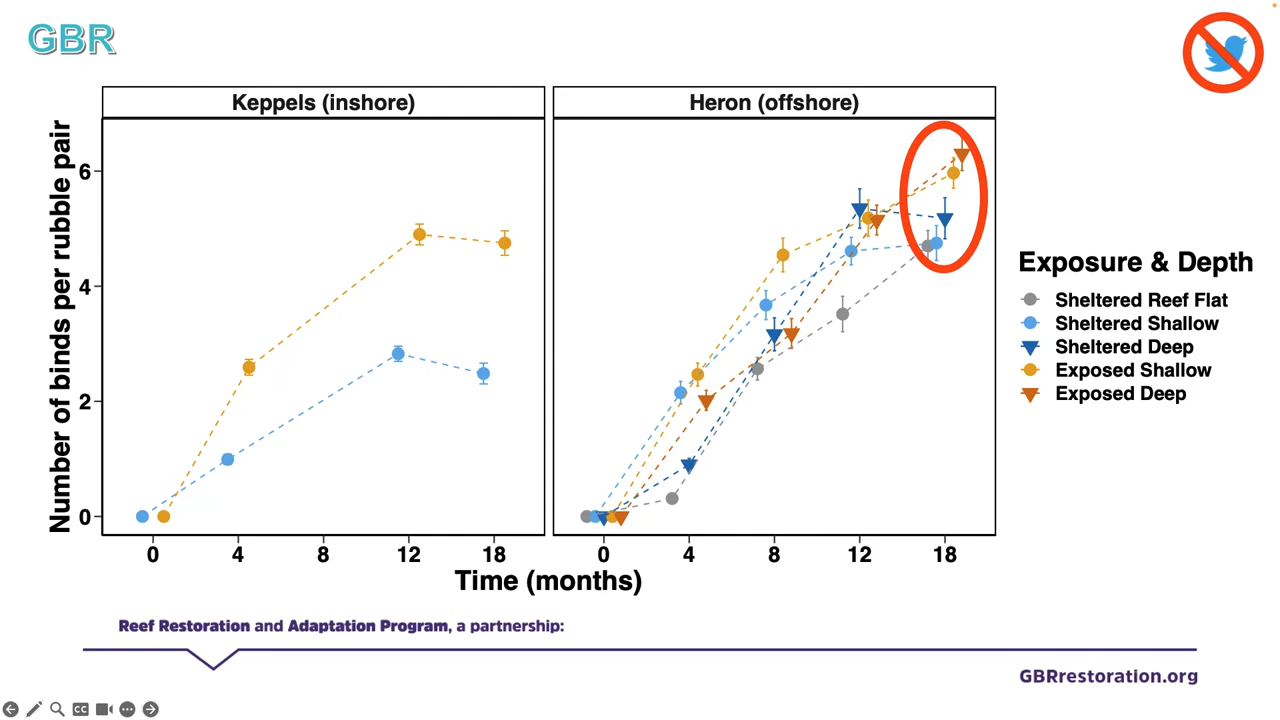 GBR
Keppels (inshore)
Heron (offshore)
Number of binds per rubble pair
6
4
2
0
0
4
8
12
18
0
4
8
12
18
Time (months)
Exposure & Depth
Sheltered Reef Flat
Sheltered Shallow
Sheltered Deep
Exposed Shallow
Exposed Deep
Reef Restoration and Adaptation Program, a partnership:
GBRrestoration.org
CC